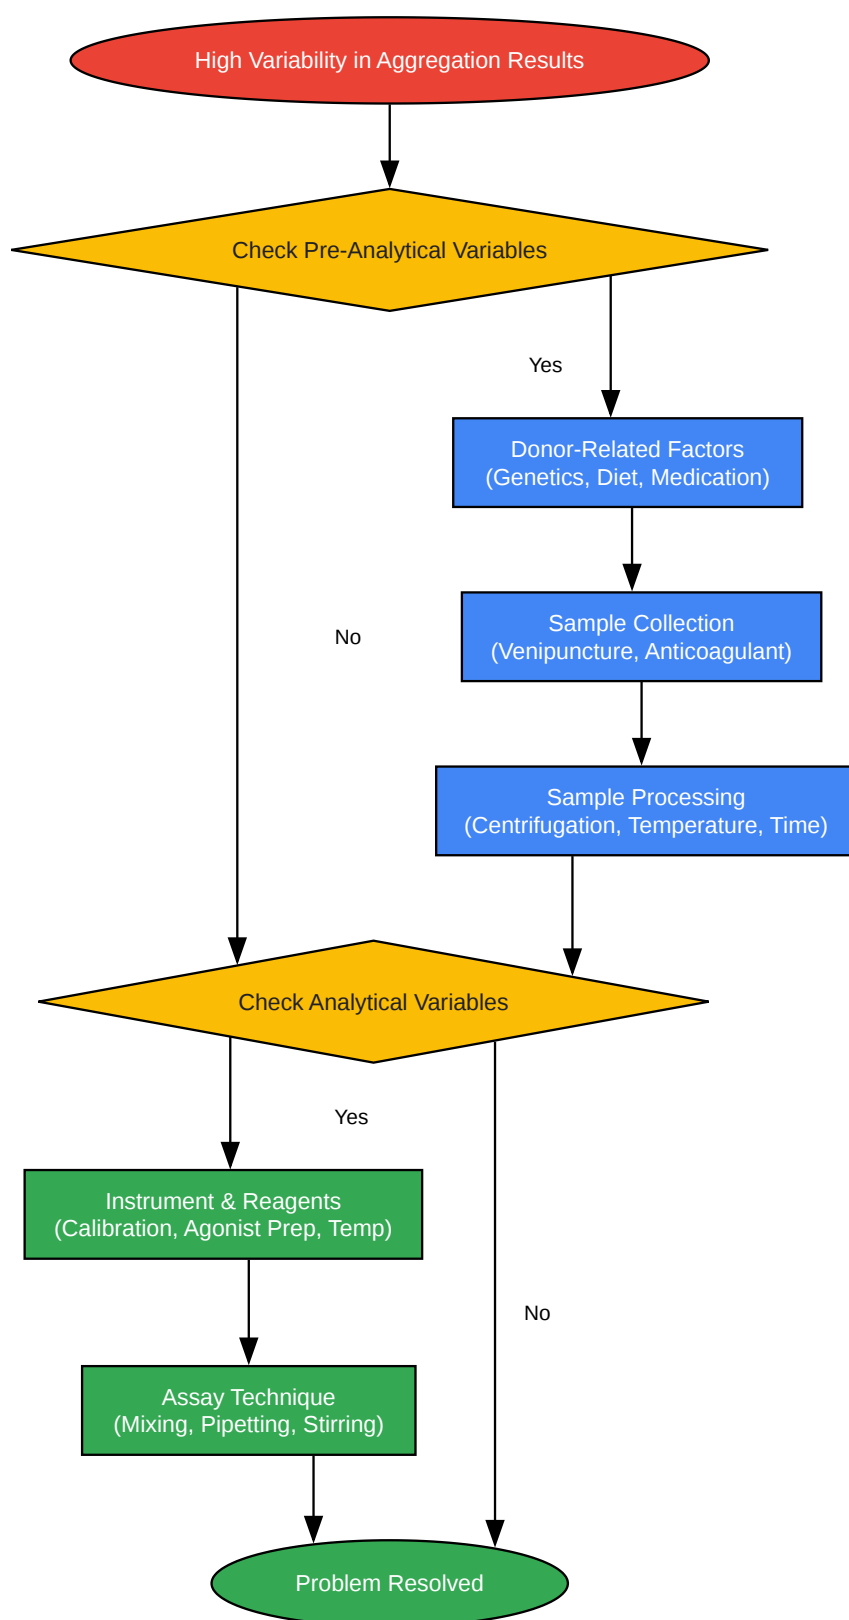 High Variability in Aggregation Results
Check Pre-Analytical Variables
Yes
Donor-Related Factors
(Genetics, Diet, Medication)
Sample Collection
(Venipuncture, Anticoagulant)
No
Sample Processing
(Centrifugation, Temperature, Time)
Check Analytical Variables
Yes
Instrument & Reagents
(Calibration, Agonist Prep, Temp)
No
Assay Technique
(Mixing, Pipetting, Stirring)
Problem Resolved